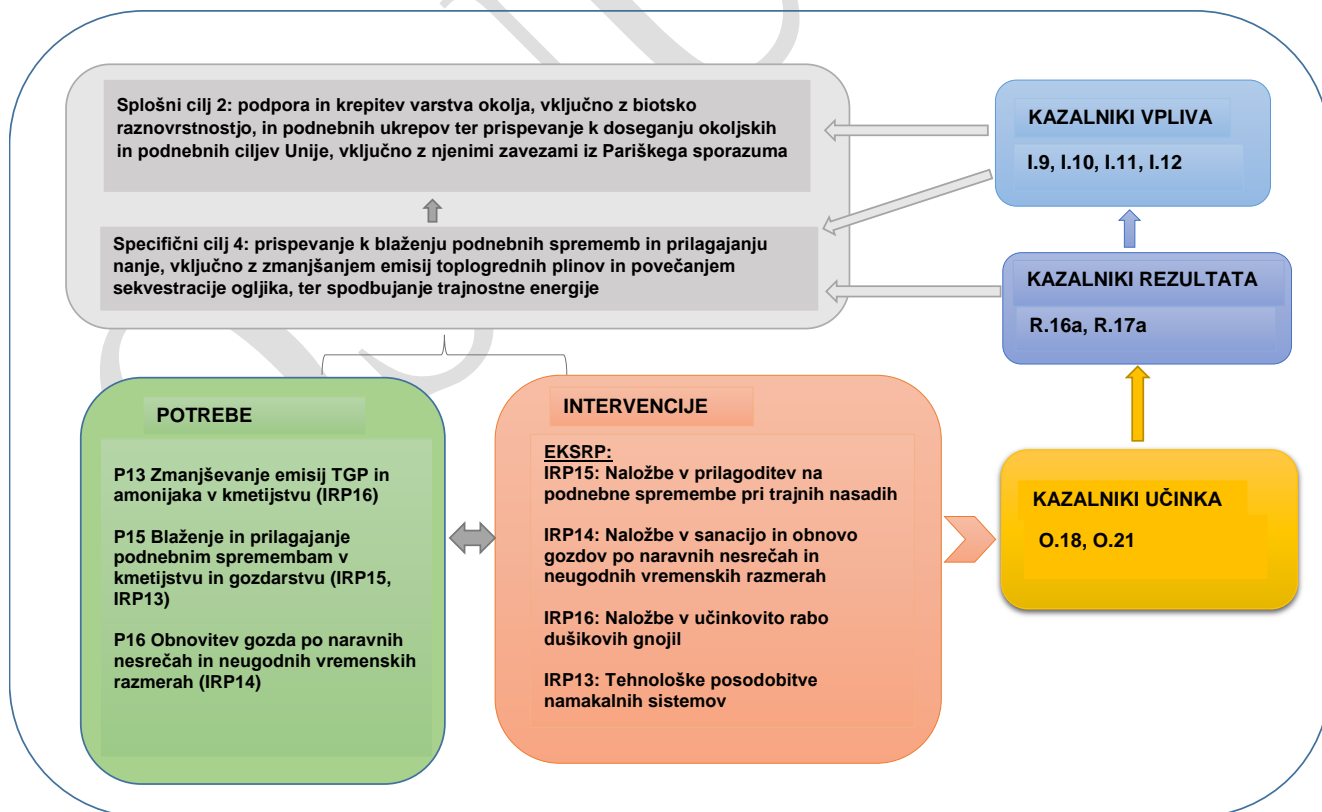 Splošni cilj 2: podpora in krepitev varstva okolja, vključno z biotsko
raznovrstnostjo, in podnebnih ukrepov ter prispevanje k doseganju okoljskih
in podnebnih ciljev Unije, vključno z njenimi zavezami iz Pariškega sporazuma
Specifični cilj 4: prispevanje k blaženju podnebnih sprememb in prilagajanju
nanje, vključno z zmanjšanjem emisij toplogrednih plinov in povečanjem
sekvestracije ogljika, ter spodbujanje trajnostne energije
KAZALNIKI VPLIVA
I.9, I.10, I.11, I.12
KAZALNIKI REZULTATA
R.16a, R.17a
POTREBE
P13 Zmanjševanje emisij TGP in
amonijaka v kmetijstvu (IRP16)
P15 Blaženje in prilagajanje
podnebnim spremembam v
kmetijstvu in gozdarstvu (IRP15,
IRP13)
P16 Obnovitev gozda po naravnih
nesrečah in neugodnih vremenskih
razmerah (IRP14)
INTERVENCIJE
EKSRP:
IRP15: Naložbe v prilagoditev na
podnebne spremembe pri trajnih nasadih
IRP14: Naložbe v sanacijo in obnovo
gozdov po naravnih nesrečah in
neugodnih vremenskih razmerah
IRP16: Naložbe v učinkovito rabo
dušikovih gnojil
IRP13: Tehnološke posodobitve
namakalnih sistemov
KAZALNIKI UČINKA
O.18, O.21